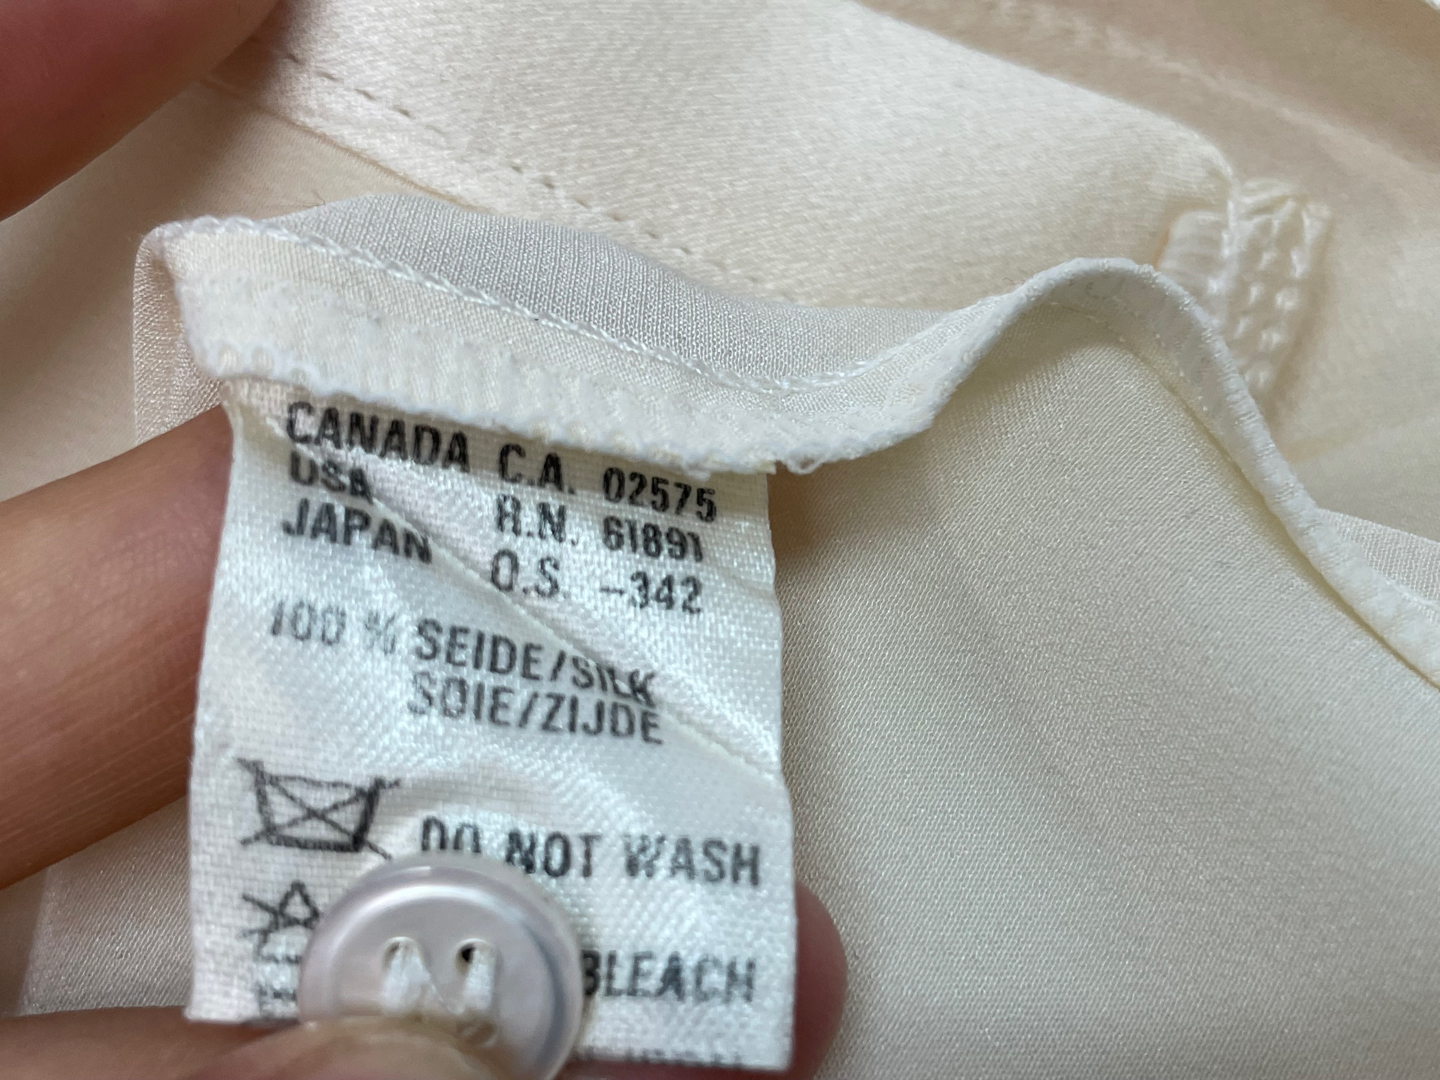 CANADA C.A. 02575
USA R.N. 61891
JAPAN O.S. -342
100 % SEIDE/SILK
SOIE/ZIJDE
DO NOT WASH
BLEACH